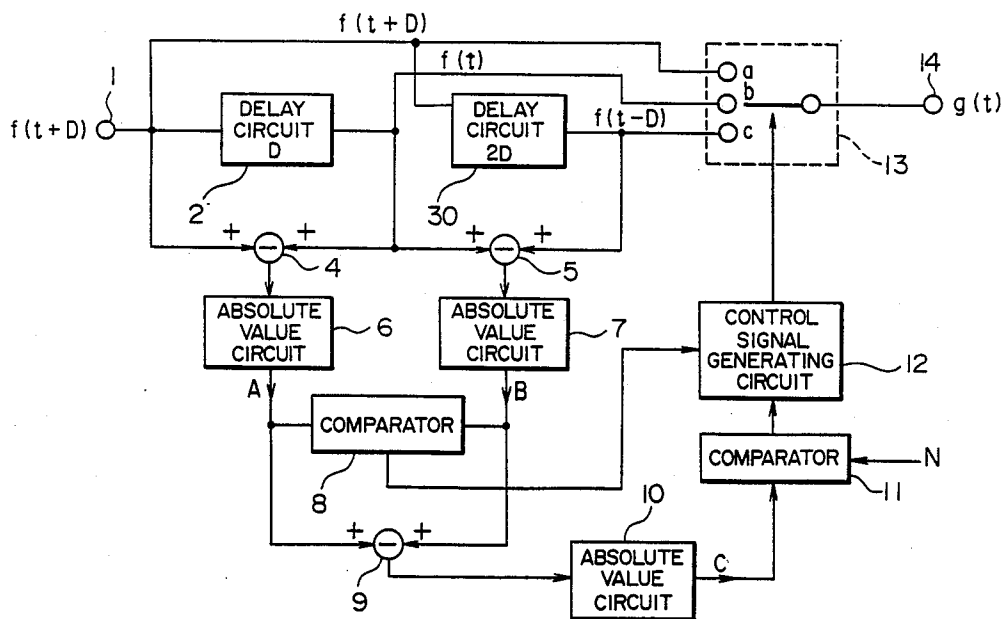 f(t+D)
f(t)
1
14
a
b
c
f(t+D)
DELAY
CIRCUIT
D
DELAY
CIRCUIT
2D
f(t-D)
g(t)
13
2
30
+ +
+ +
−
−
4
5
ABSOLUTE
VALUE
CIRCUIT
6
ABSOLUTE
VALUE
CIRCUIT
7
CONTROL
SIGNAL
GENERATING
CIRCUIT
12
A
B
COMPARATOR
8
COMPARATOR
N
11
10
+ +
−
9
ABSOLUTE
VALUE
CIRCUIT
C